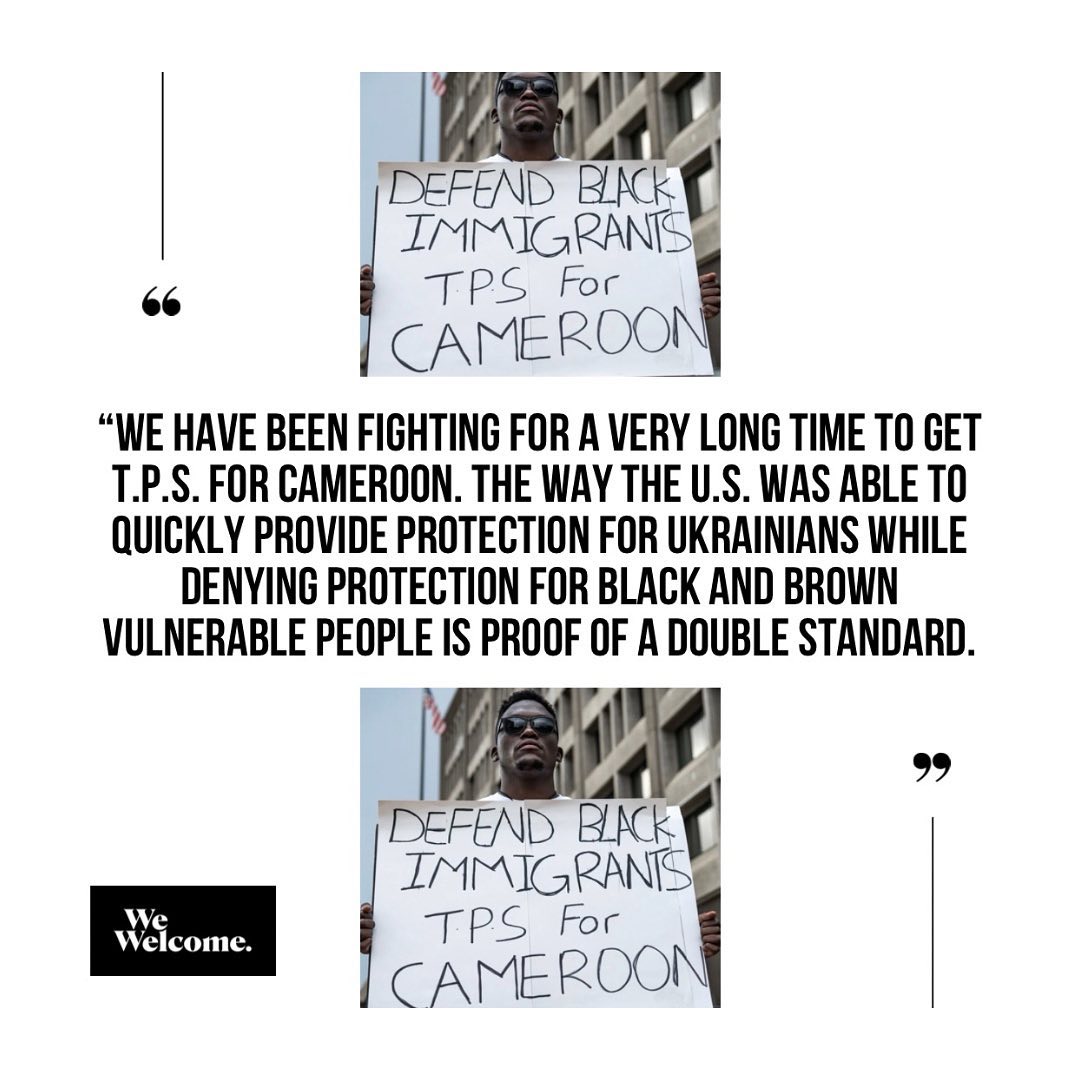 DEFEND BLACK
IMMIGRANTS
T.P.S For
CAMEROON
“
“WE HAVE BEEN FIGHTING FOR A VERY LONG TIME TO GET
T.P.S. FOR CAMEROON. THE WAY THE U.S. WAS ABLE TO
QUICKLY PROVIDE PROTECTION FOR UKRAINIANS WHILE
DENYING PROTECTION FOR BLACK AND BROWN
VULNERABLE PEOPLE IS PROOF OF A DOUBLE STANDARD.
”
DEFEND BLACK
IMMIGRANTS
T.P.S For
CAMEROON
We
Welcome.